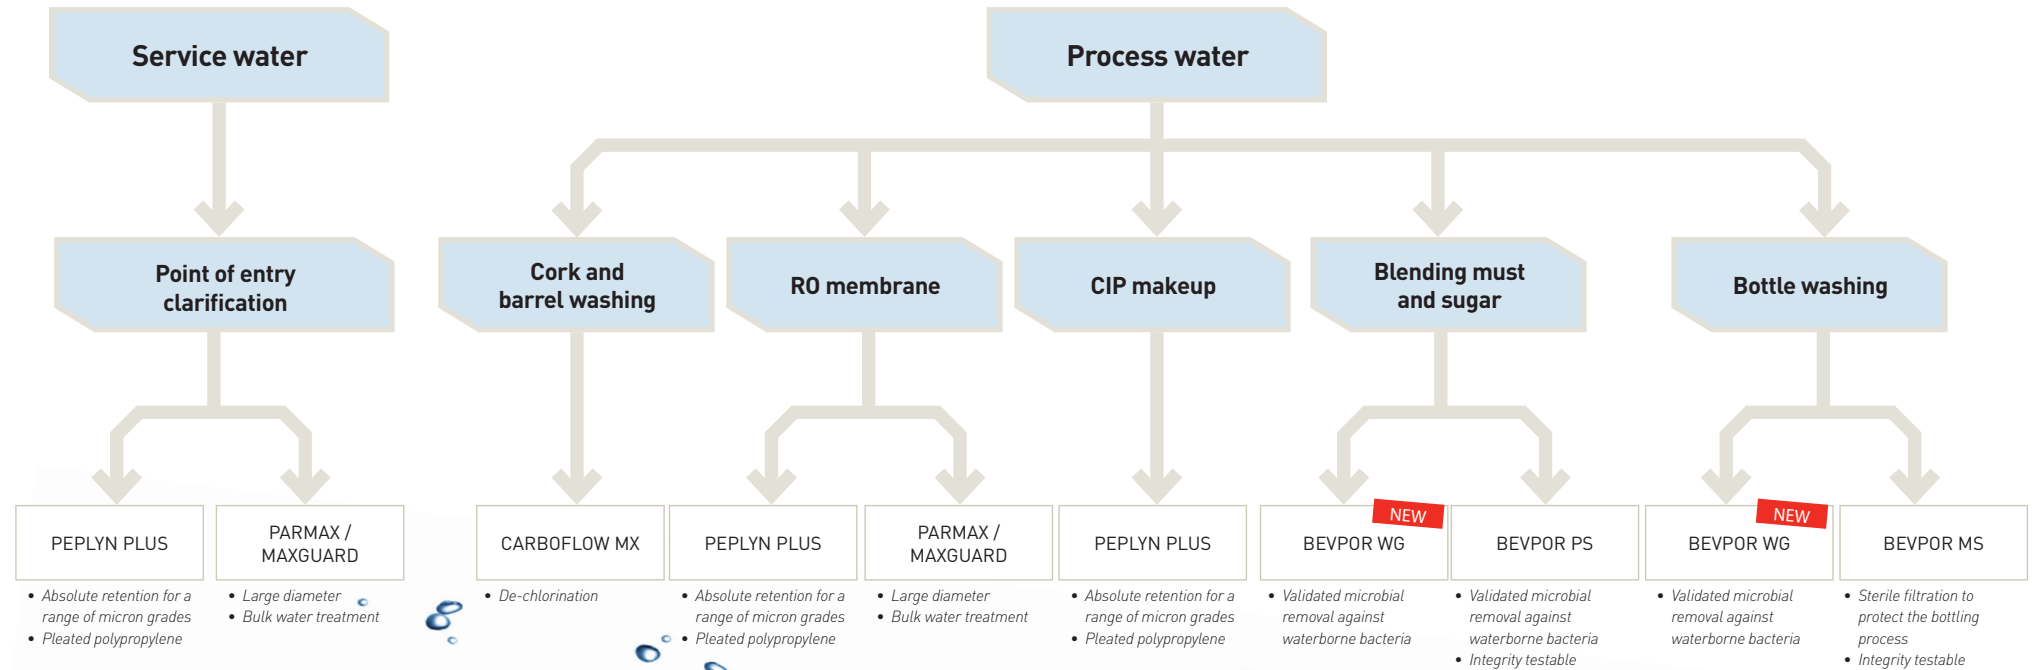 Service water
Process water
Point of entry
clarification
Cork and
barrel washing
RO membrane
CIP makeup
Blending must
and sugar
Bottle washing
PEPLYN PLUS
• Absolute retention for a
range of micron grades
• Pleated polypropylene
PARMAX /
MAXGUARD
• Large diameter
• Bulk water treatment
CARBOFLOW MX
• De-chlorination
PEPLYN PLUS
• Absolute retention for a
range of micron grades
• Pleated polypropylene
PARMAX /
MAXGUARD
• Large diameter
• Bulk water treatment
PEPLYN PLUS
• Absolute retention for a
range of micron grades
• Pleated polypropylene
NEW
BEVPOR WG
• Validated microbial
removal against
waterborne bacteria
BEVPOR PS
• Validated microbial
removal against
waterborne bacteria
• Integrity testable
NEW
BEVPOR WG
• Validated microbial
removal against
waterborne bacteria
BEVPOR MS
• Sterile filtration to
protect the bottling
process
• Integrity testable